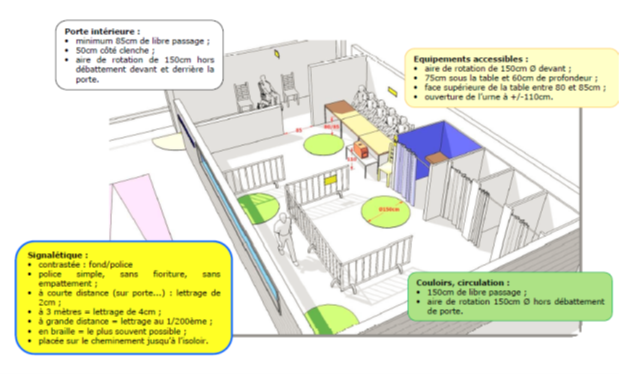 Porte intérieure :
• minimum 85cm de libre passage ;
• 50cm côté clenche ;
• aire de rotation de 150cm hors
débattement devant et derrière la
porte.
Equipements accessibles :
• aire de rotation de 150cm Ø devant ;
• 75cm sous la table et 60cm de profondeur ;
• face supérieure de la table entre 80 et 85cm ;
• ouverture de l'urne à +/-110cm.
85
80/85
110
Ø150cm
Signalétique :
• contrastée : fond/police
• police simple, sans fioriture, sans
empattement ;
• à courte distance (sur porte...) : lettrage de
2cm ;
• à 3 mètres = lettrage de 4cm ;
• à grande distance = lettrage au 1/200ème ;
• en braille = le plus souvent possible ;
• placée sur le cheminement jusqu'à l'isoloir.
Couloirs, circulation :
• 150cm de libre passage ;
• aire de rotation 150cm Ø hors débattement
de porte.